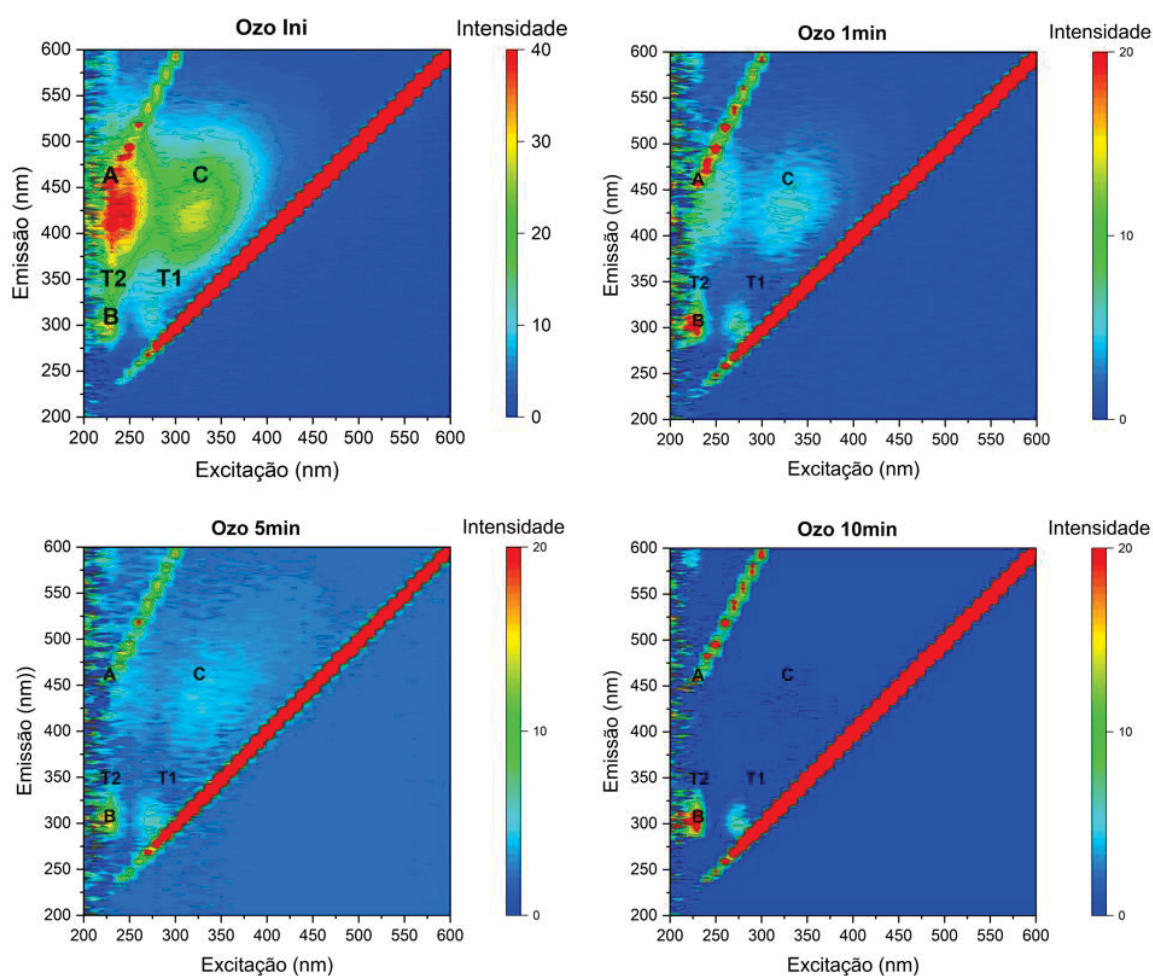 Ozo Ini
Intensidade
600
550
500
450
400
350
300
250
200
Emissão (nm)
A
C
T2
T1
B
200 250 300 350 400 450 500 550 600
Excitação (nm)
40
30
20
10
0
Ozo 1min
Intensidade
600
550
500
450
400
350
300
250
200
Emissão (nm)
A
C
T2
T1
B
200 250 300 350 400 450 500 550 600
Excitação (nm)
20
10
0
Ozo 5min
Intensidade
600
550
500
450
400
350
300
250
200
Emissão (nm))
A
C
T2
T1
B
200 250 300 350 400 450 500 550 600
Excitação (nm)
20
10
0
Ozo 10min
Intensidade
600
550
500
450
400
350
300
250
200
Emissão (nm)
A
C
T2
T1
B
200 250 300 350 400 450 500 550 600
Excitação (nm)
20
10
0